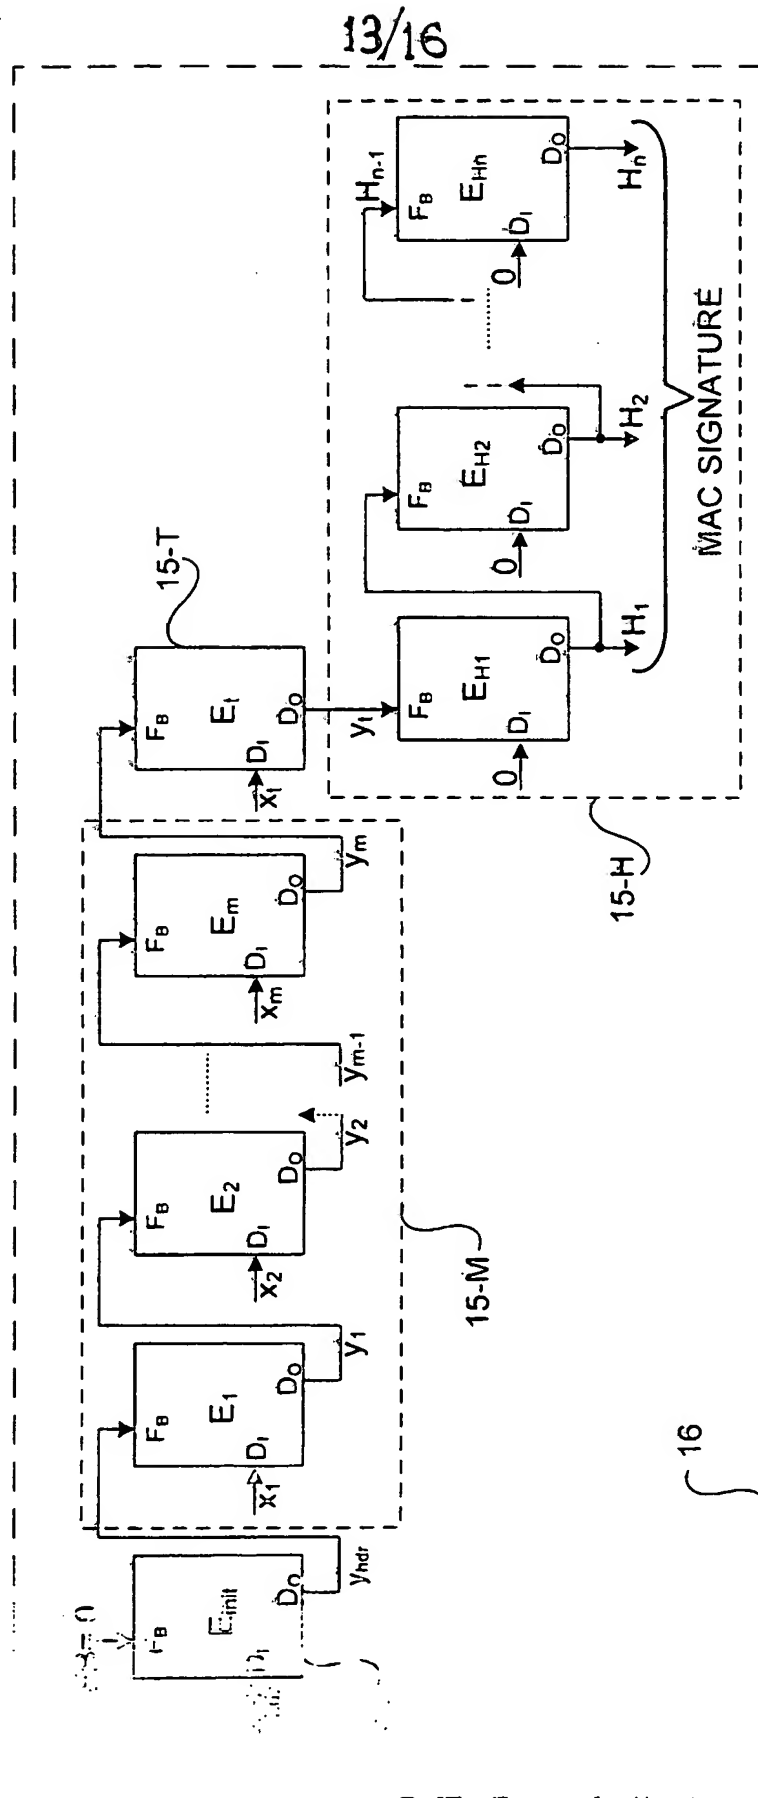 13/16
F_B
E_init
D_O
y_hdr
F_B
E_1
D_I
D_O
x_1
y_1
F_B
E_2
D_I
D_O
x_2
y_2
y_m-1
F_B
E_m
D_I
D_O
x_m
y_m
15-M
F_B
E_t
D_I
D_O
x_t
15-T
y_t
F_B
E_H1
D_I
D_O
0
H_1
F_B
E_H2
D_I
D_O
0
H_2
H_n-1
F_B
E_Hn
D_I
D_O
0
H_n
MAC SIGNATURE
15-H
16